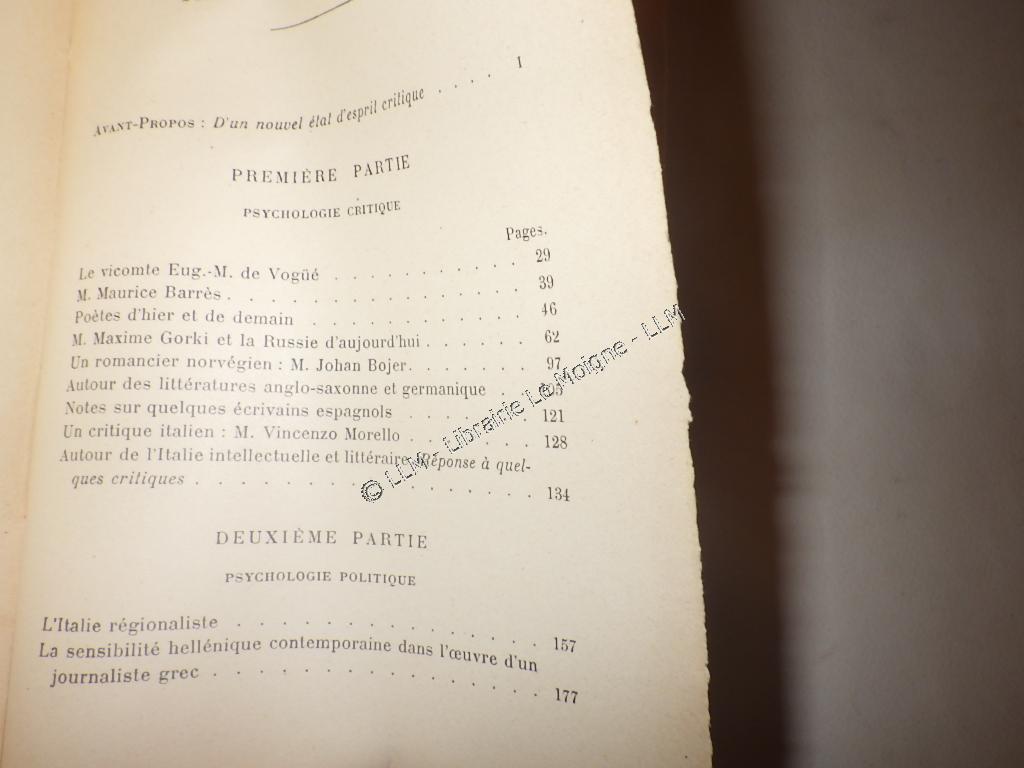 AVANT-PROPOS : D'un nouvel état d'esprit critique . . . . 1
PREMIÈRE PARTIE
PSYCHOLOGIE CRITIQUE
Pages.
Le vicomte Eug.-M. de Vogüé . . . . . . . . . . . 29
M. Maurice Barrès . . . . . . . . . . . . . . . 39
Poètes d'hier et de demain . . . . . . . . . . . . 46
M. Maxime Gorki et la Russie d'aujourd'hui . . . . . . 62
Un romancier norvégien : M. Johan Bojer . . . . . . . 97
Autour des littératures anglo-saxonne et germanique . .
Notes sur quelques écrivains espagnols . . . . . . . 121
Un critique italien : M. Vincenzo Morello . . . . . . . 128
Autour de l'Italie intellectuelle et littéraire (Réponse à quel-
ques critiques . . . . . . . . . . . . . . . . 134
DEUXIÈME PARTIE
PSYCHOLOGIE POLITIQUE
L'Italie régionaliste . . . . . . . . . . . . . . 157
La sensibilité hellénique contemporaine dans l'œuvre d'un
journaliste grec . . . . . . . . . . . . . . . 177
© LLM - Librairie Le Moigne - LLM